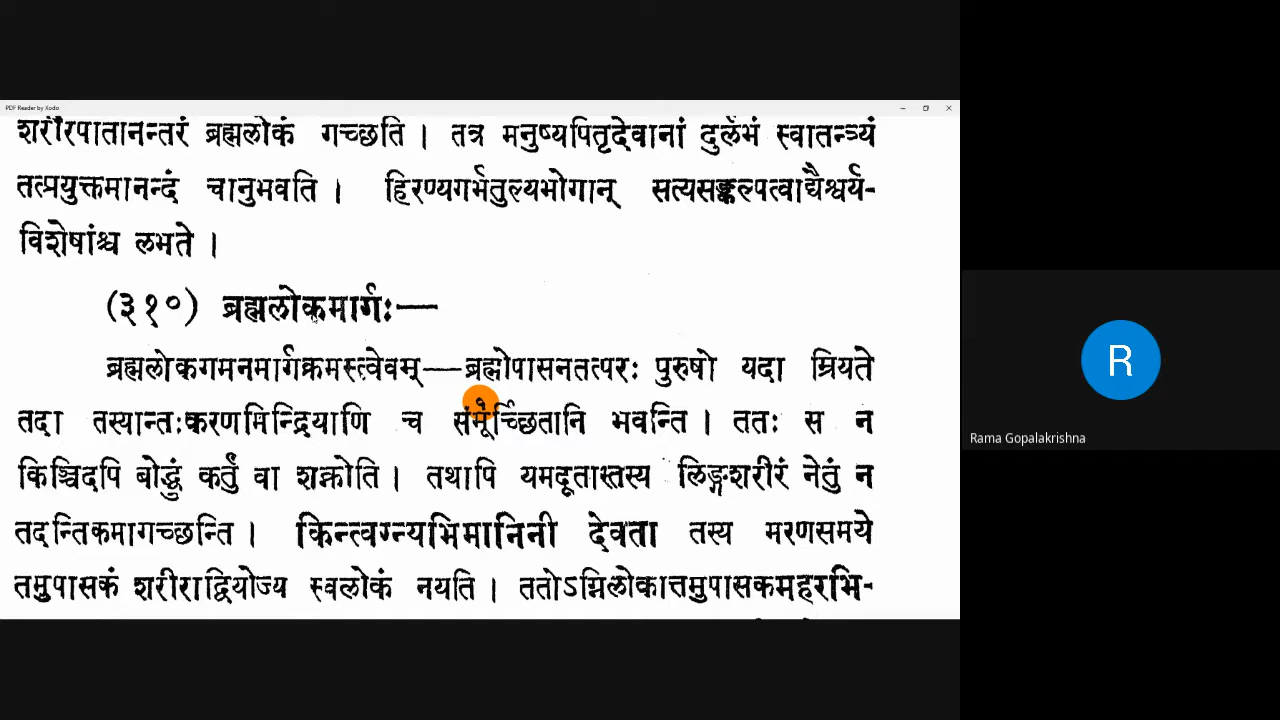 PDF Reader by Xodo
शरीरपातानन्तरं ब्रह्मलोकं गच्छति । तत्र मनुष्यपितृदेवानां दुर्लभं स्वातन्त्र्यं
तत्प्रयुक्तमानन्दं चानुभवति । हिरण्यगर्भतुल्यभोगान् सत्यसङ्कल्पत्वाद्यैश्वर्य-
विशेषांश्च लभते ।
(३१०) ब्रह्मलोकमार्गः—
ब्रह्मलोकगमनमार्गक्रमस्त्वेवम्—ब्रह्मोपासनतत्परः पुरुषो यदा म्रियते
तदा तस्यान्तःकरणमिन्द्रियाणि च संमूर्च्छितानि भवन्ति । ततः स न
किञ्चिदपि बोद्धुं कर्तुं वा शक्नोति । तथापि यमदूतास्तस्य लिङ्गशरीरं नेतुं न
तदन्तिकमागच्छन्ति । किन्त्वग्न्यभिमानिनी देवता तस्य मरणसमये
तमुपासकं शरीराद्वियोज्य स्वलोकं नयति । ततोऽग्निलोकात्तमुपासकमहरभि-
R
Rama Gopalakrishna